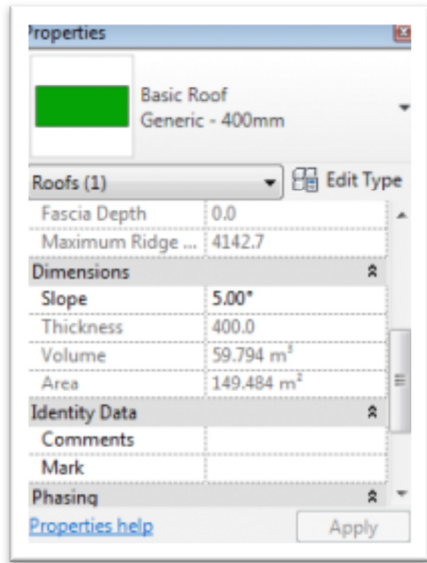 Properties
Basic Roof
Generic - 400mm
Roofs (1) Edit Type
Fascia Depth 0.0
Maximum Ridge ... 4142.7
Dimensions
Slope 5.00°
Thickness 400.0
Volume 59.794 m³
Area 149.484 m²
Identity Data
Comments
Mark
Phasing
Properties help Apply